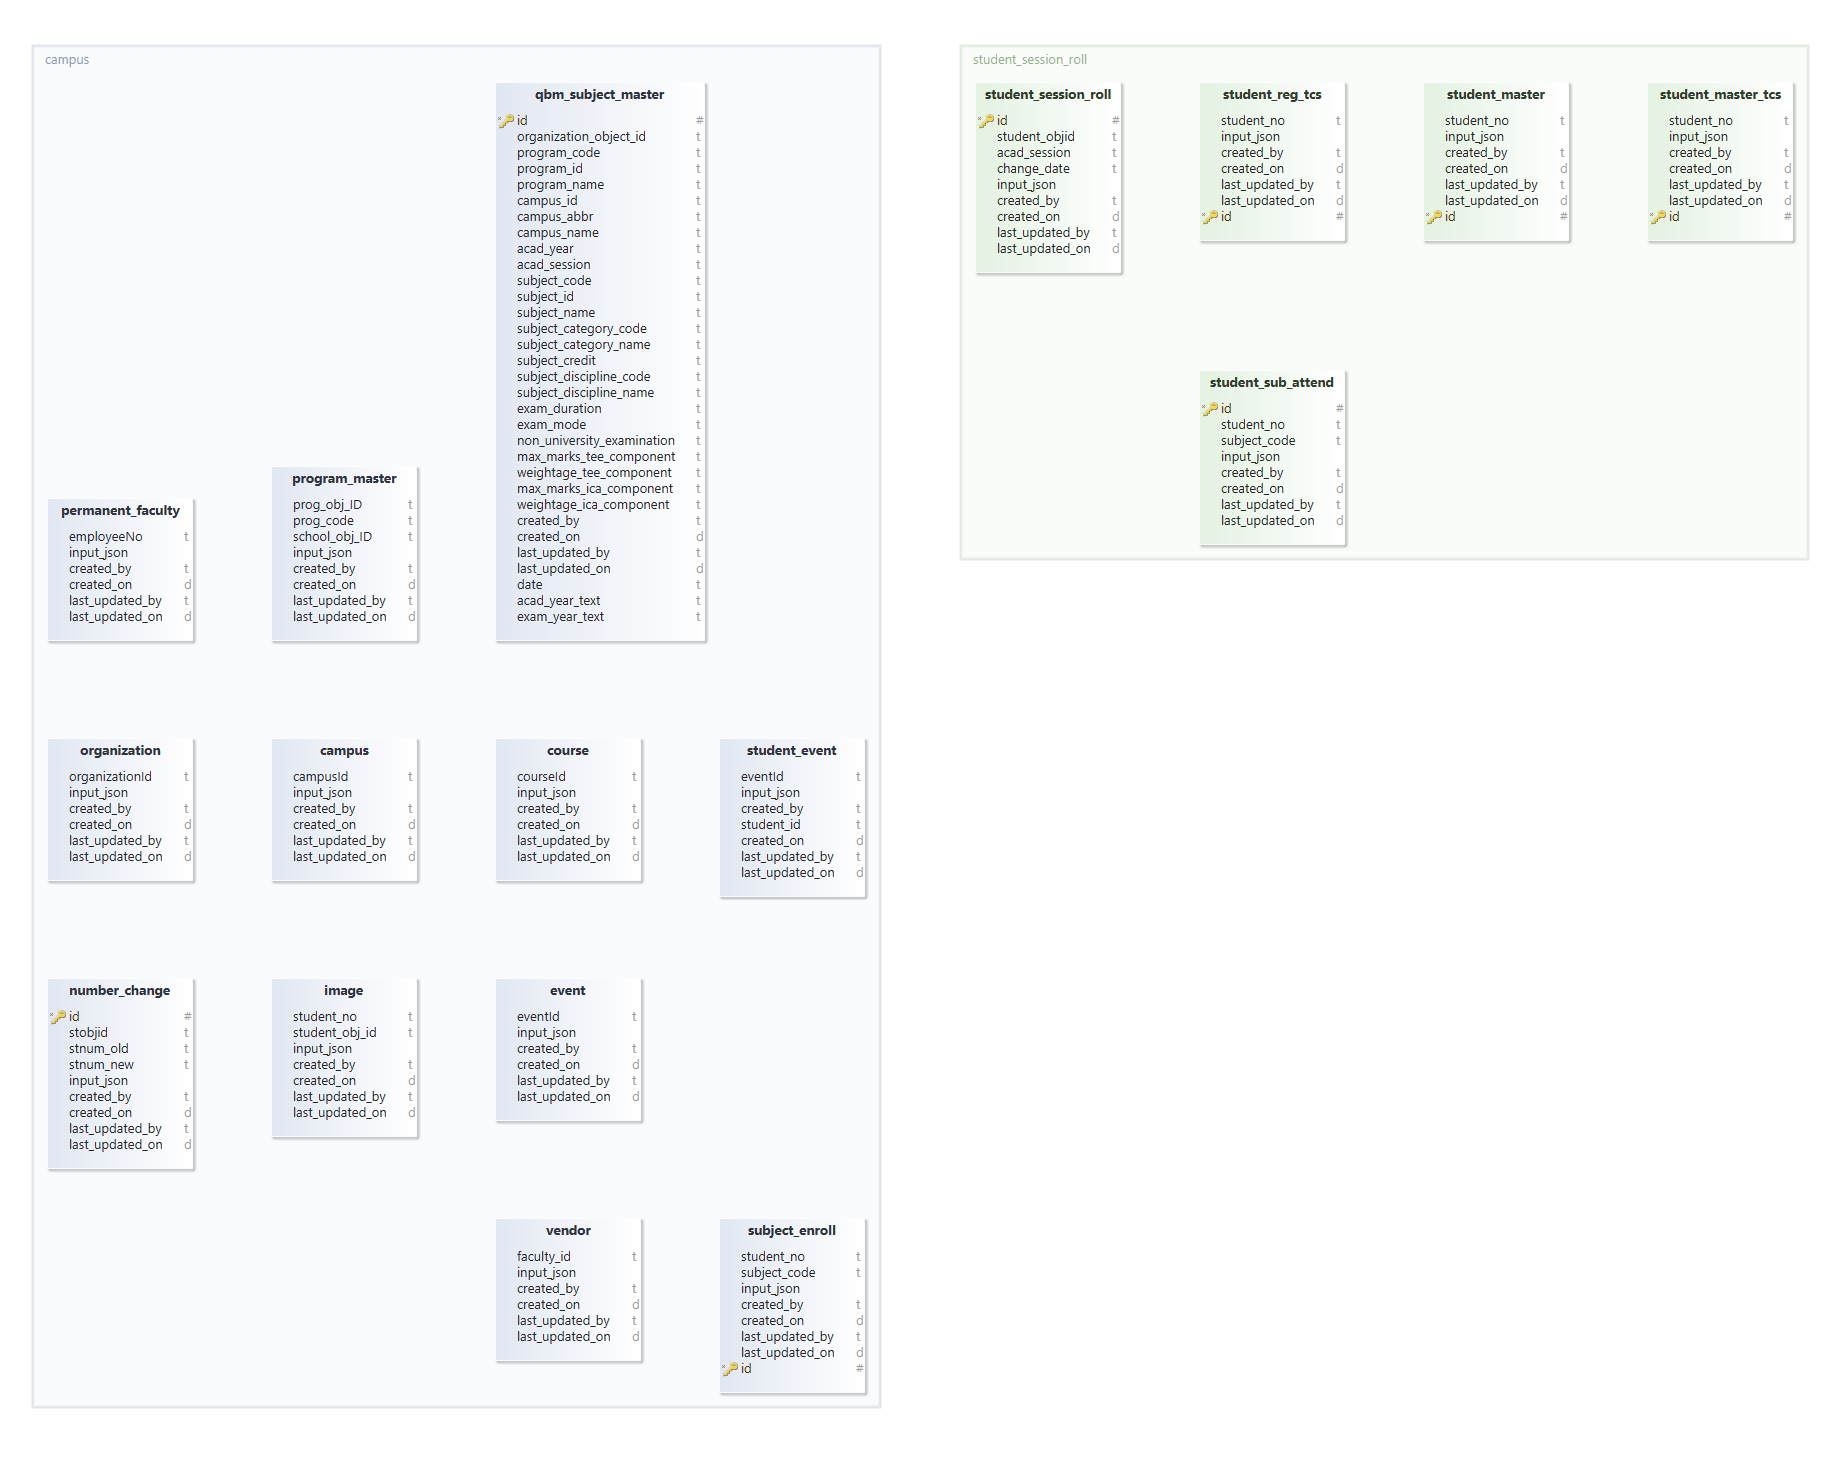 campus
qbm_subject_master
id #
organization_object_id t
program_code t
program_id t
program_name t
campus_id t
campus_abbr t
campus_name t
acad_year t
acad_session t
subject_code t
subject_id t
subject_name t
subject_category_code t
subject_category_name t
subject_credit t
subject_discipline_code t
subject_discipline_name t
exam_duration t
exam_mode t
non_university_examination t
max_marks_tee_component t
weightage_tee_component t
max_marks_ica_component t
weightage_ica_component t
created_by t
created_on d
last_updated_by t
last_updated_on d
date t
acad_year_text t
exam_year_text t
permanent_faculty
employeeNo t
input_json
created_by t
created_on d
last_updated_by t
last_updated_on d
program_master
prog_obj_ID t
prog_code t
school_obj_ID t
input_json
created_by t
created_on d
last_updated_by t
last_updated_on d
organization
organizationId t
input_json
created_by t
created_on d
last_updated_by t
last_updated_on d
campus
campusId t
input_json
created_by t
created_on d
last_updated_by t
last_updated_on d
course
courseId t
input_json
created_by t
created_on d
last_updated_by t
last_updated_on d
student_event
eventId t
input_json
created_by t
student_id t
created_on d
last_updated_by t
last_updated_on d
number_change
id #
stobjid t
stnum_old t
stnum_new t
input_json
created_by t
created_on d
last_updated_by t
last_updated_on d
image
student_no t
student_obj_id t
input_json
created_by t
created_on d
last_updated_by t
last_updated_on d
event
eventId t
input_json
created_by t
created_on d
last_updated_by t
last_updated_on d
vendor
faculty_id t
input_json
created_by t
created_on d
last_updated_by t
last_updated_on d
subject_enroll
student_no t
subject_code t
input_json
created_by t
created_on d
last_updated_by t
last_updated_on d
id #
student_session_roll
student_session_roll
id #
student_objid t
acad_session t
change_date t
input_json
created_by t
created_on d
last_updated_by t
last_updated_on d
student_reg_tcs
student_no t
input_json
created_by t
created_on d
last_updated_by t
last_updated_on d
id #
student_master
student_no t
input_json
created_by t
created_on d
last_updated_by t
last_updated_on d
id #
student_master_tcs
student_no t
input_json
created_by t
created_on d
last_updated_by t
last_updated_on d
id #
student_sub_attend
id #
student_no t
subject_code t
input_json
created_by t
created_on d
last_updated_by t
last_updated_on d